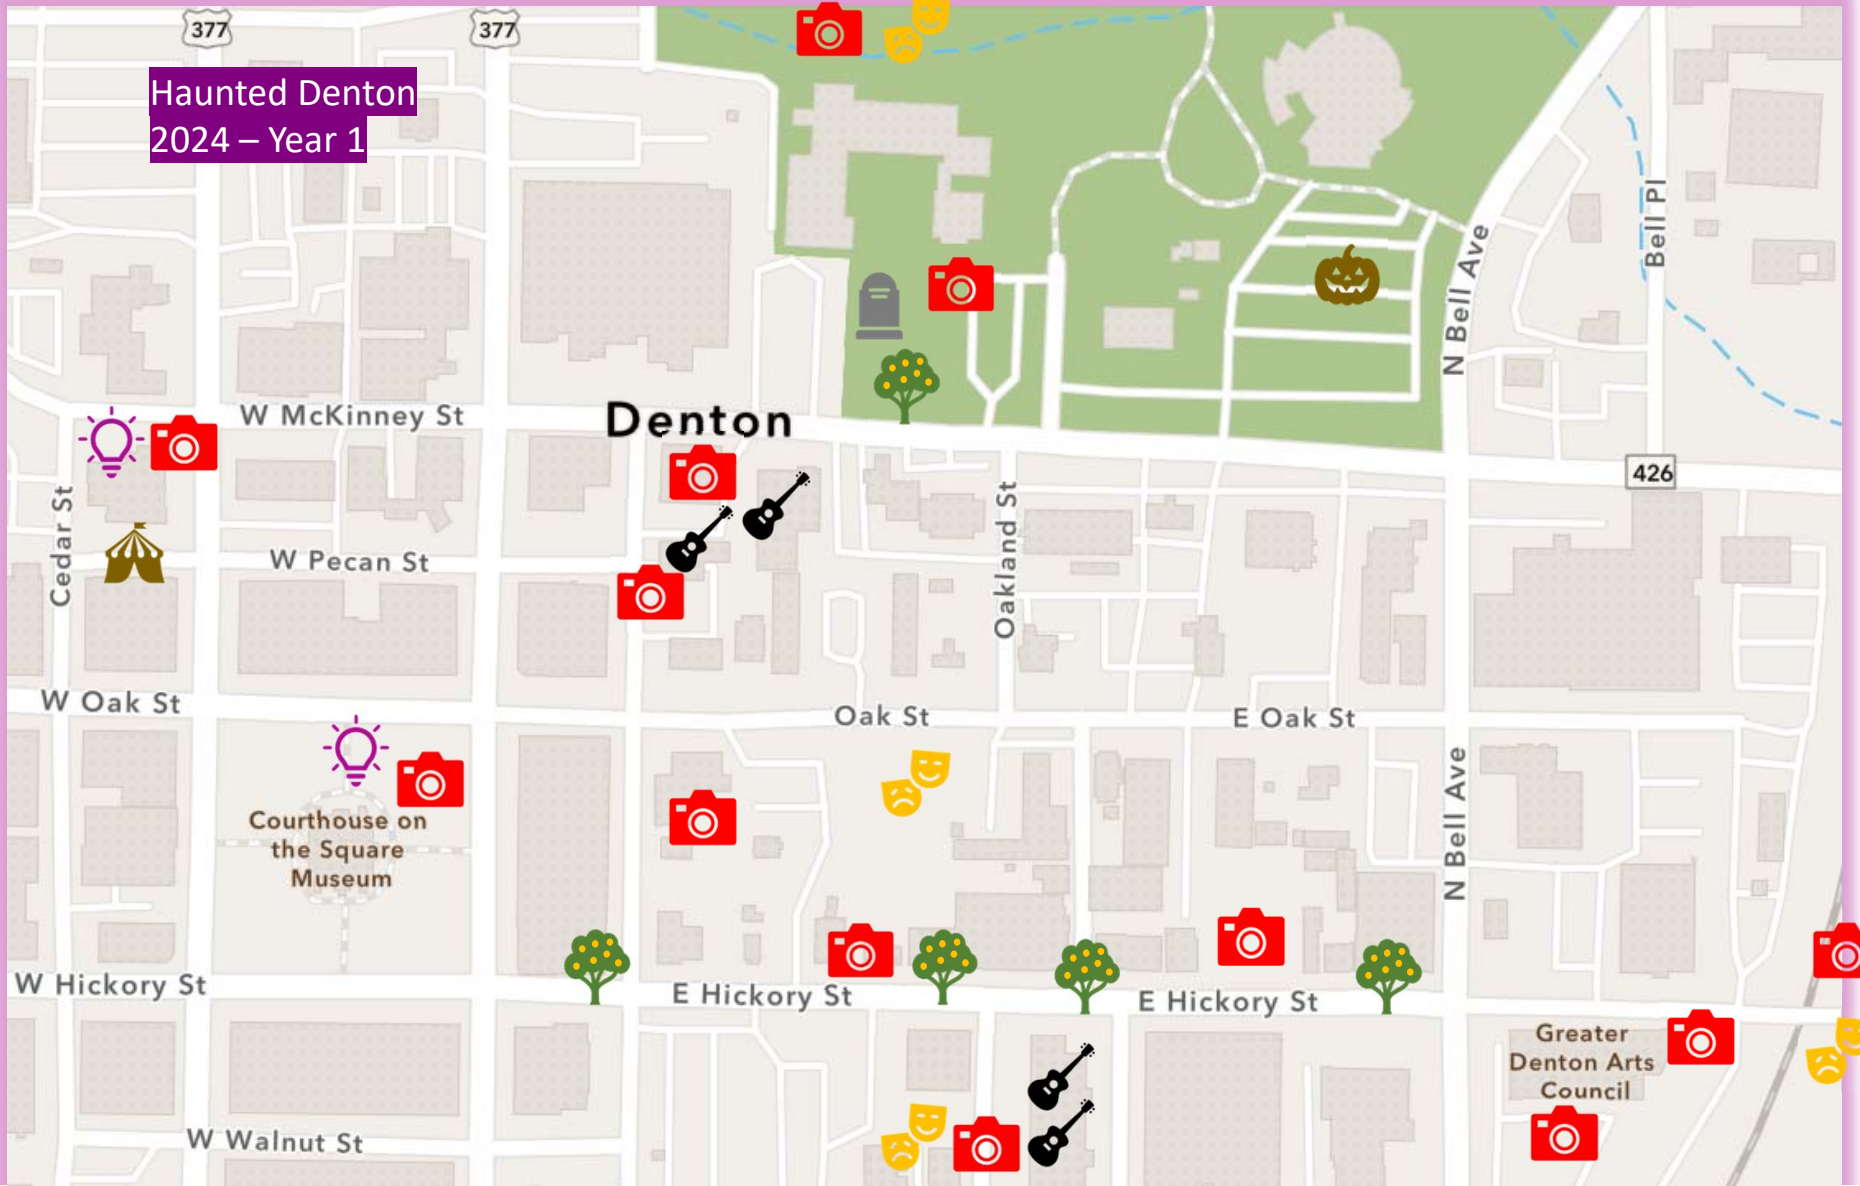 377
377
Haunted Denton
2024 – Year 1
Bell Pl
N Bell Ave
W McKinney St
Denton
426
Cedar St
W Pecan St
Oakland St
W Oak St
Oak St
E Oak St
Courthouse on
the Square
Museum
N Bell Ave
W Hickory St
E Hickory St
E Hickory St
Greater
Denton Arts
Council
W Walnut St